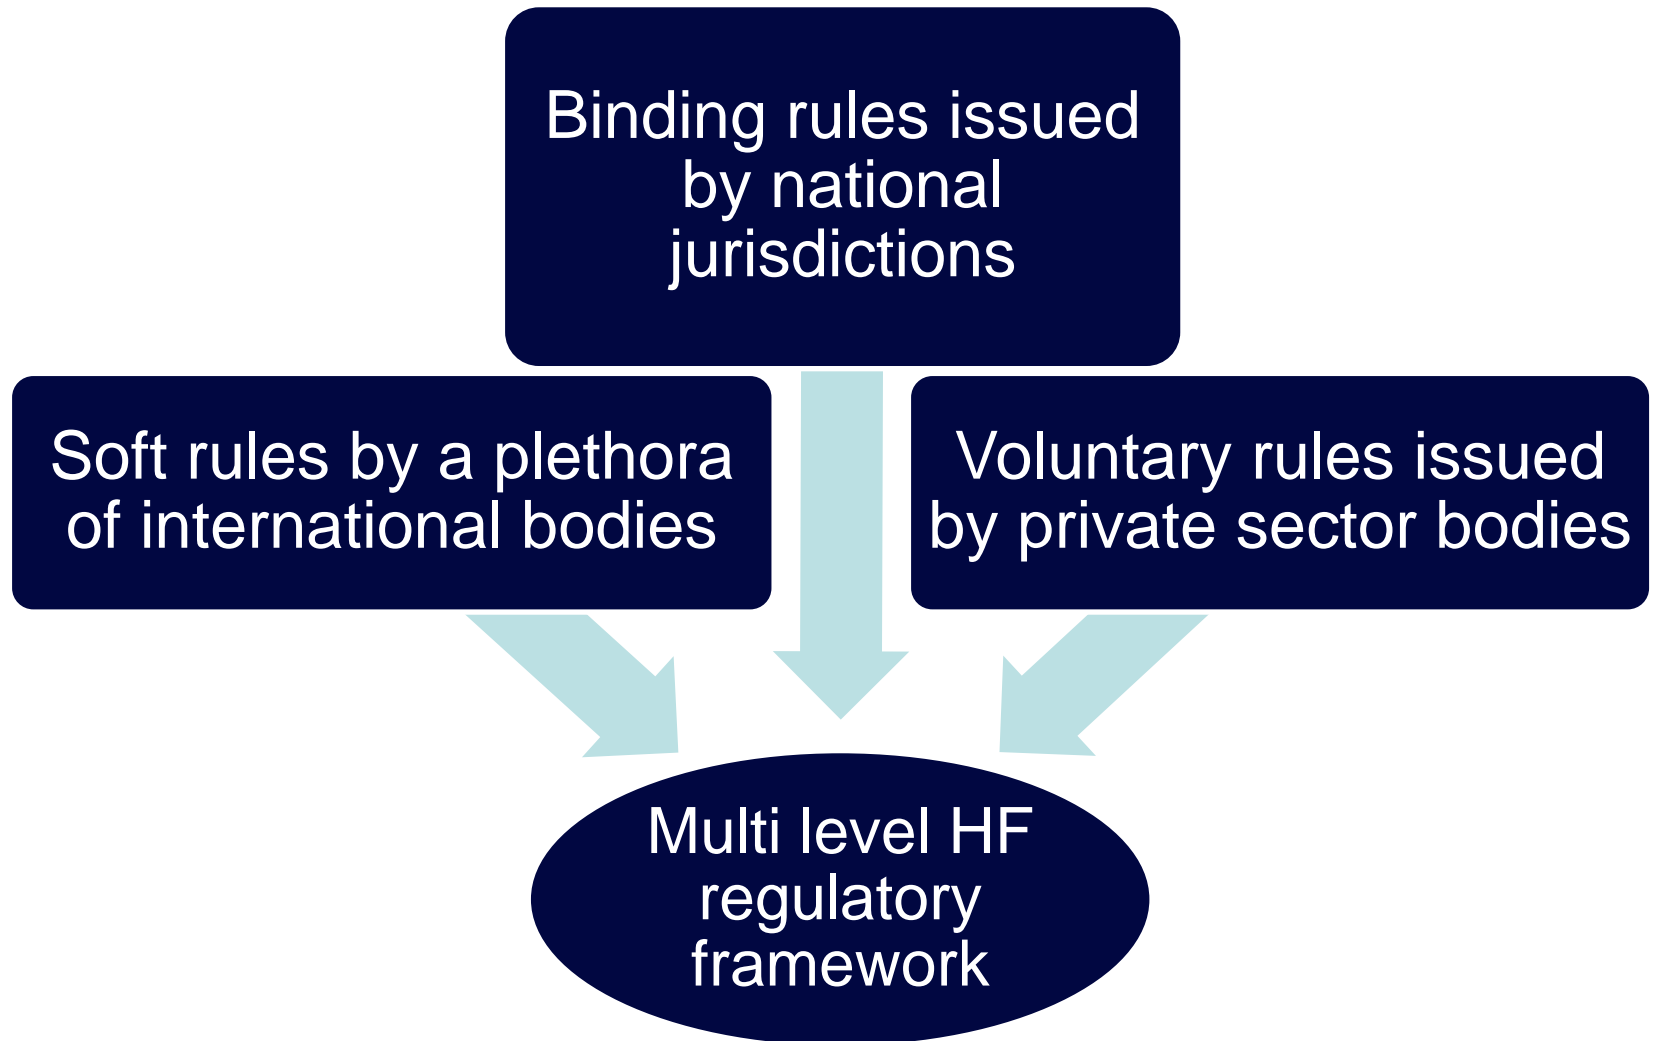 Binding rules issued
by national
jurisdictions
Soft rules by a plethora
of international bodies
Voluntary rules issued
by private sector bodies
Multi level HF
regulatory
framework